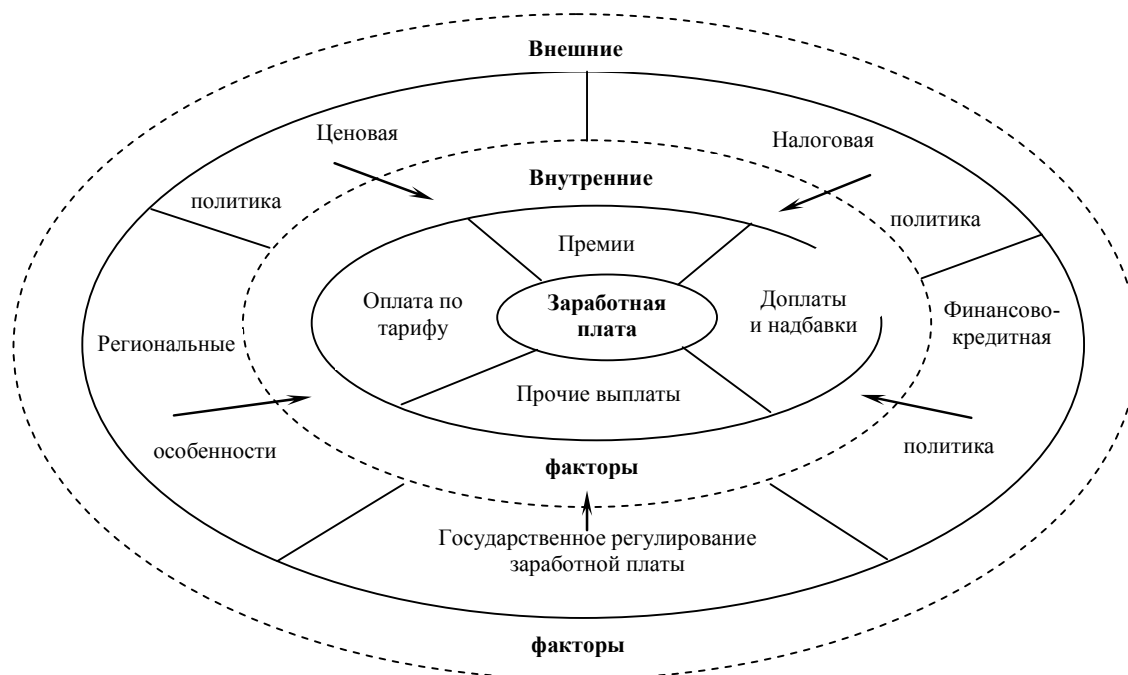 Внешние
Ценовая
политика
Налоговая
политика
Внутренние
Премии
Оплата по
тарифу
Заработная
плата
Доплаты
и надбавки
Прочие выплаты
Региональные
особенности
Финансово-
кредитная
политика
факторы
Государственное регулирование
заработной платы
факторы